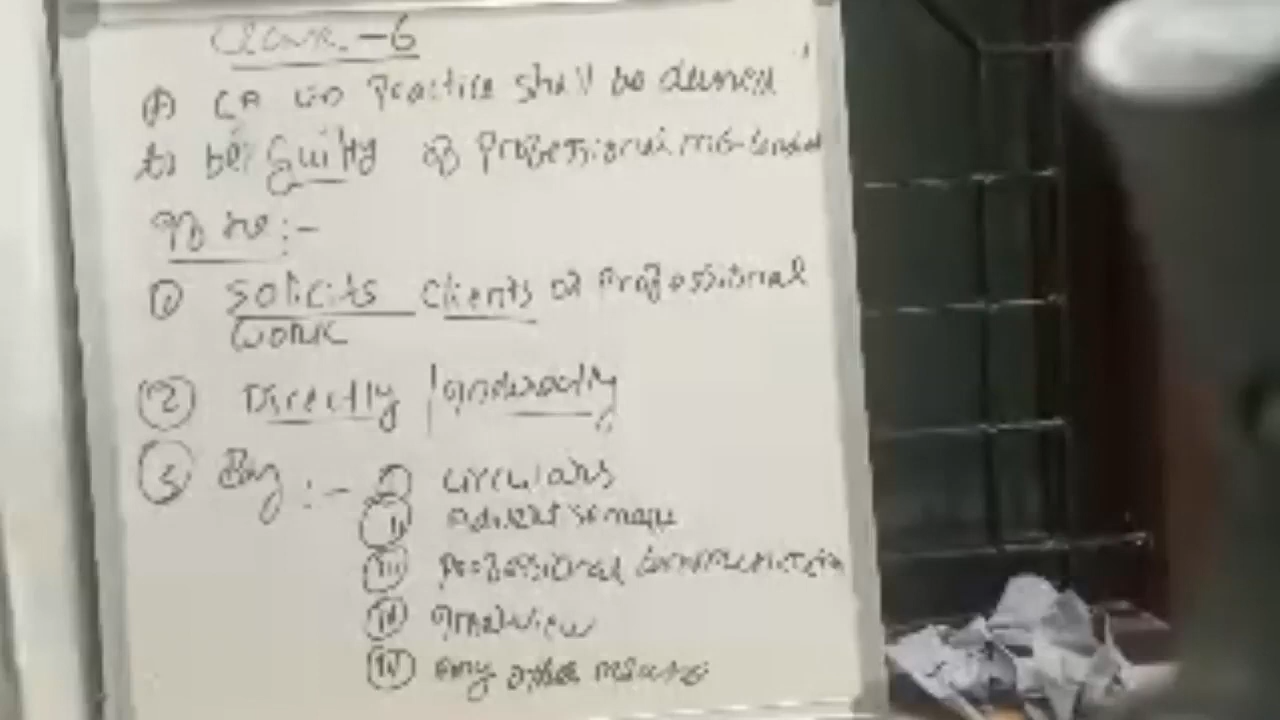 Clause - 6
A CA in Practice shall be deemed
to be Guilty of Professional mis-conduct
If he :-
① Solicits Clients or Professional
Work
② Directly / Indirectly
③ By :- ① circulars
ii advertisement
iii professional communication
iv Interview
iv any other means